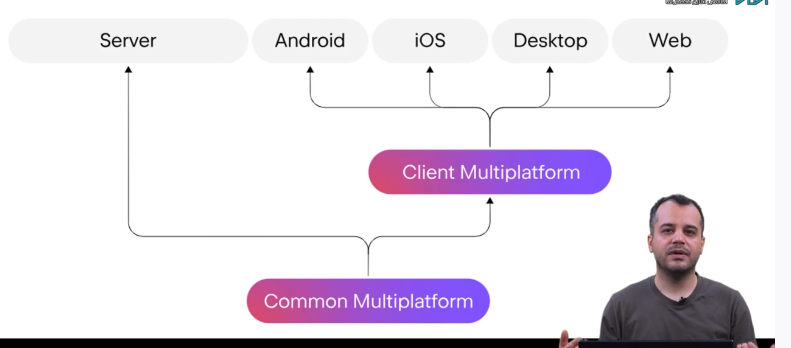 Server
Android
iOS
Desktop
Web
Client Multiplatform
Common Multiplatform